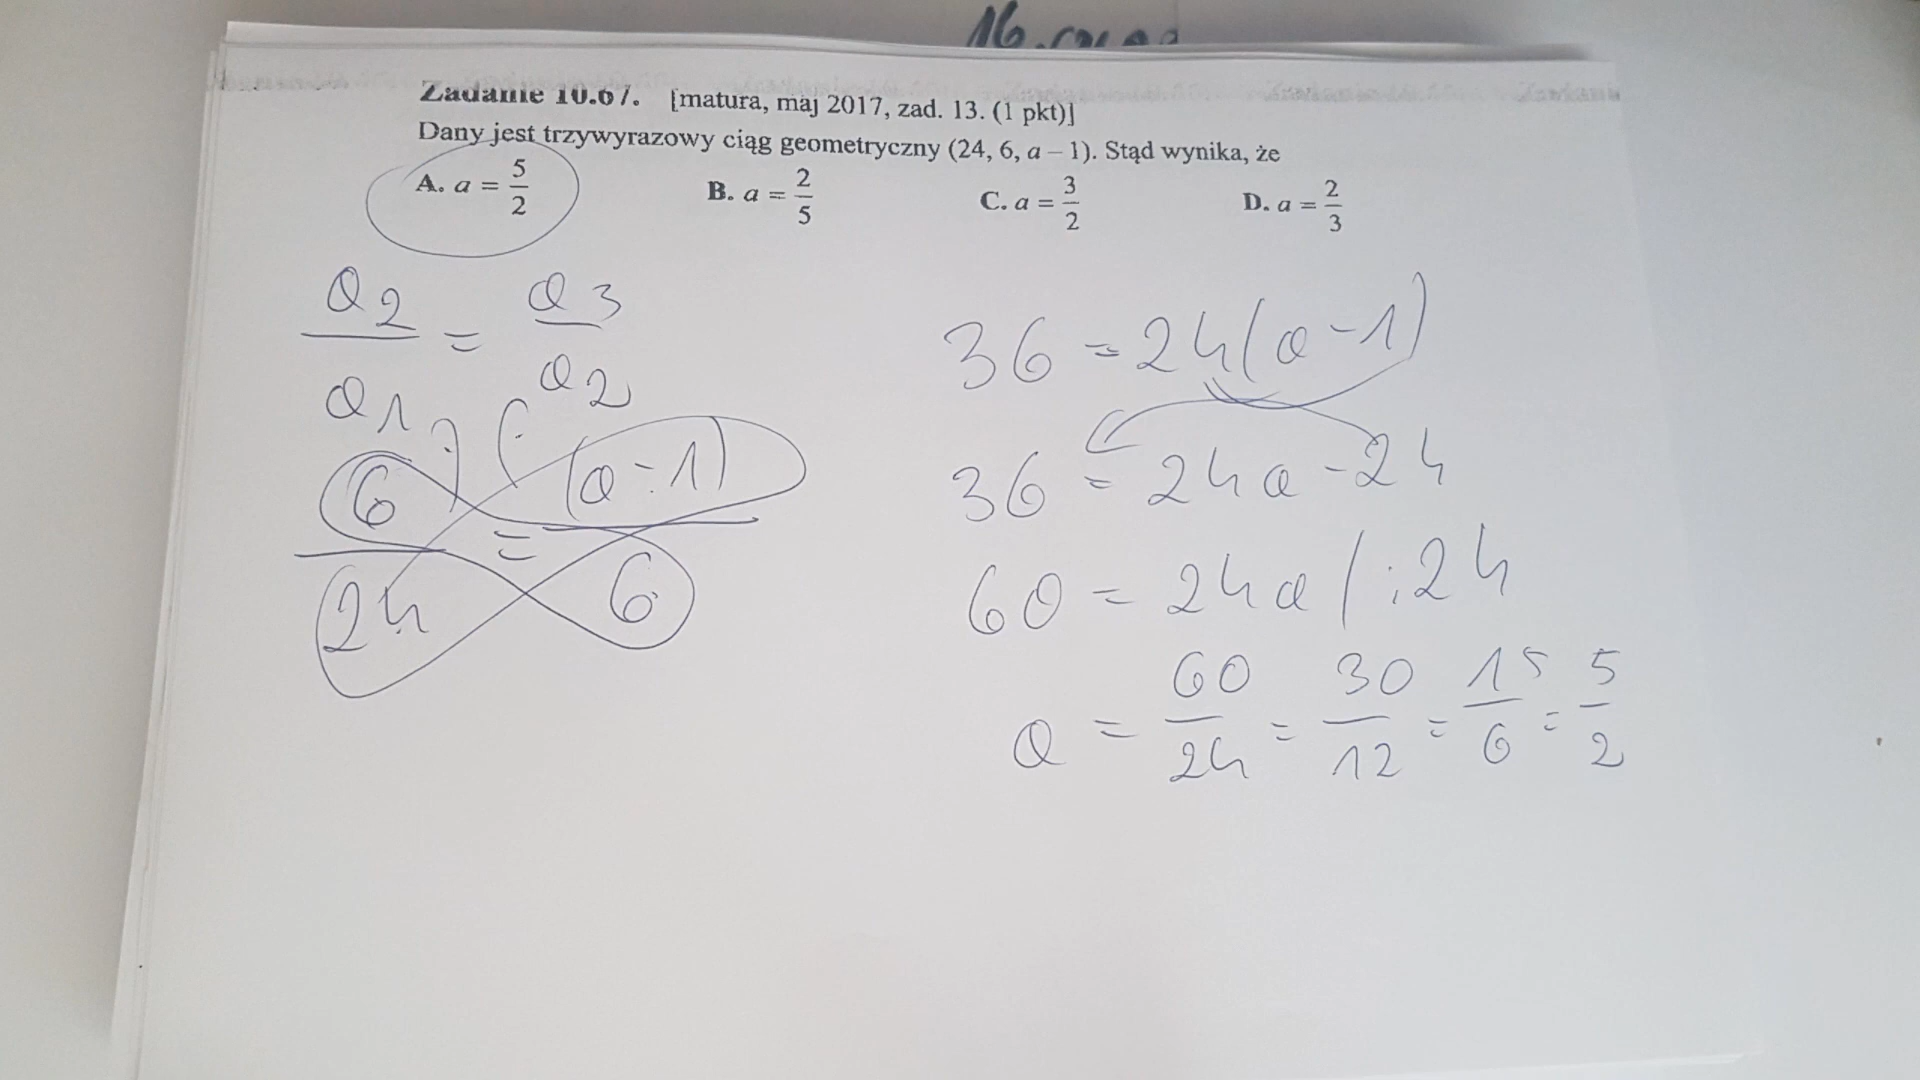 Zadanie 10.67. [matura, maj 2017, zad. 13. (1 pkt)]
Dany jest trzywyrazowy ciąg geometryczny (24, 6, a – 1). Stąd wynika, że
A. a = 5/2 B. a = 2/5 C. a = 3/2 D. a = 2/3
a2/a1 = a3/a2
6/24 = (a-1)/6
36 = 24(a-1)
36 = 24a - 24
60 = 24a /:24
a = 60/24 = 30/12 = 15/6 = 5/2